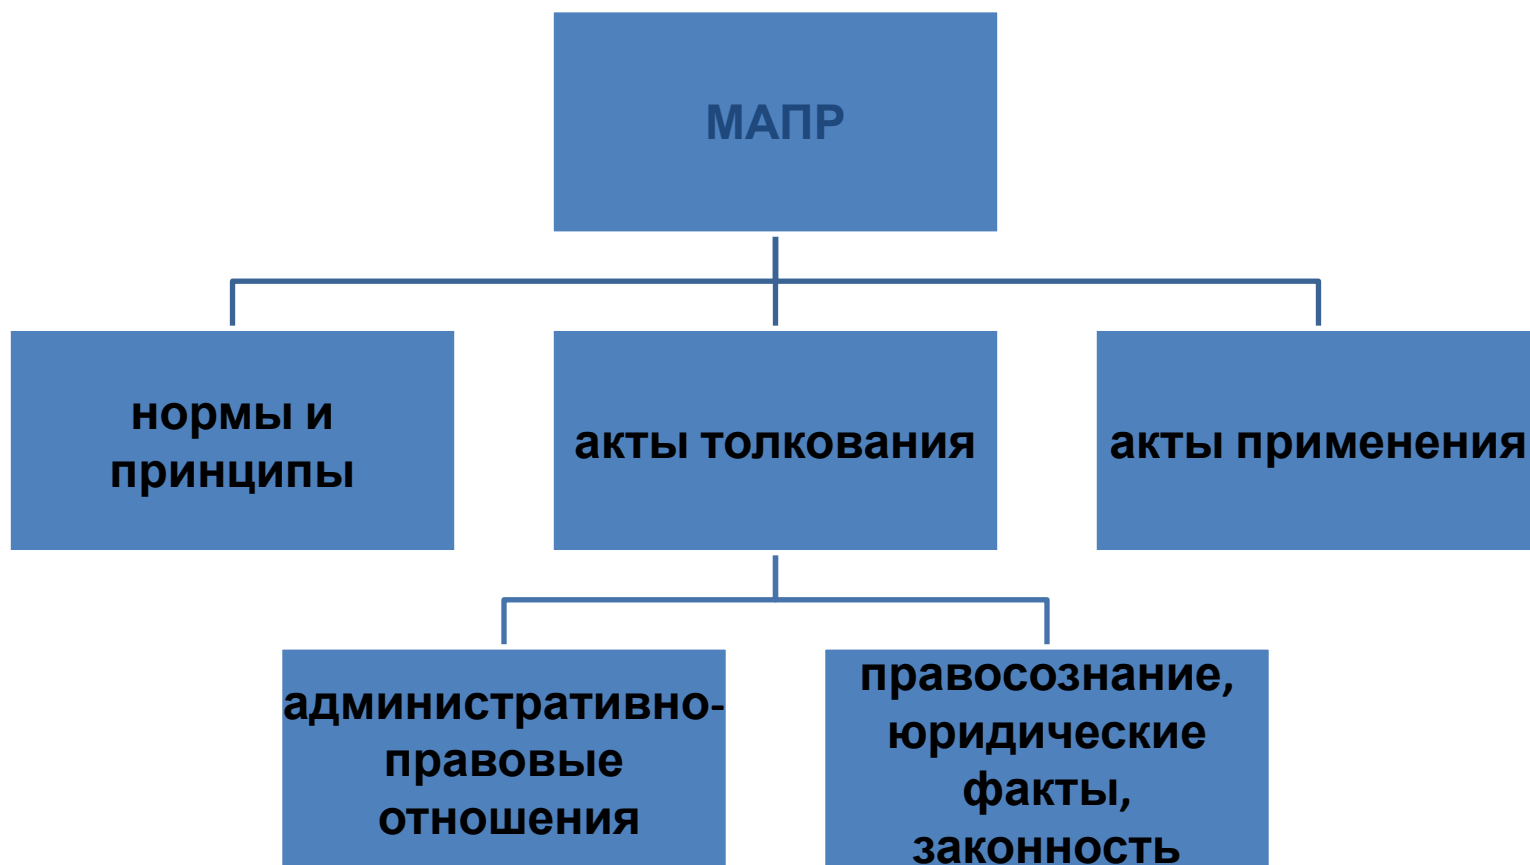 МАПР
нормы и
принципы
акты толкования
акты применения
административно-
правовые
отношения
правосознание,
юридические
факты,
законность